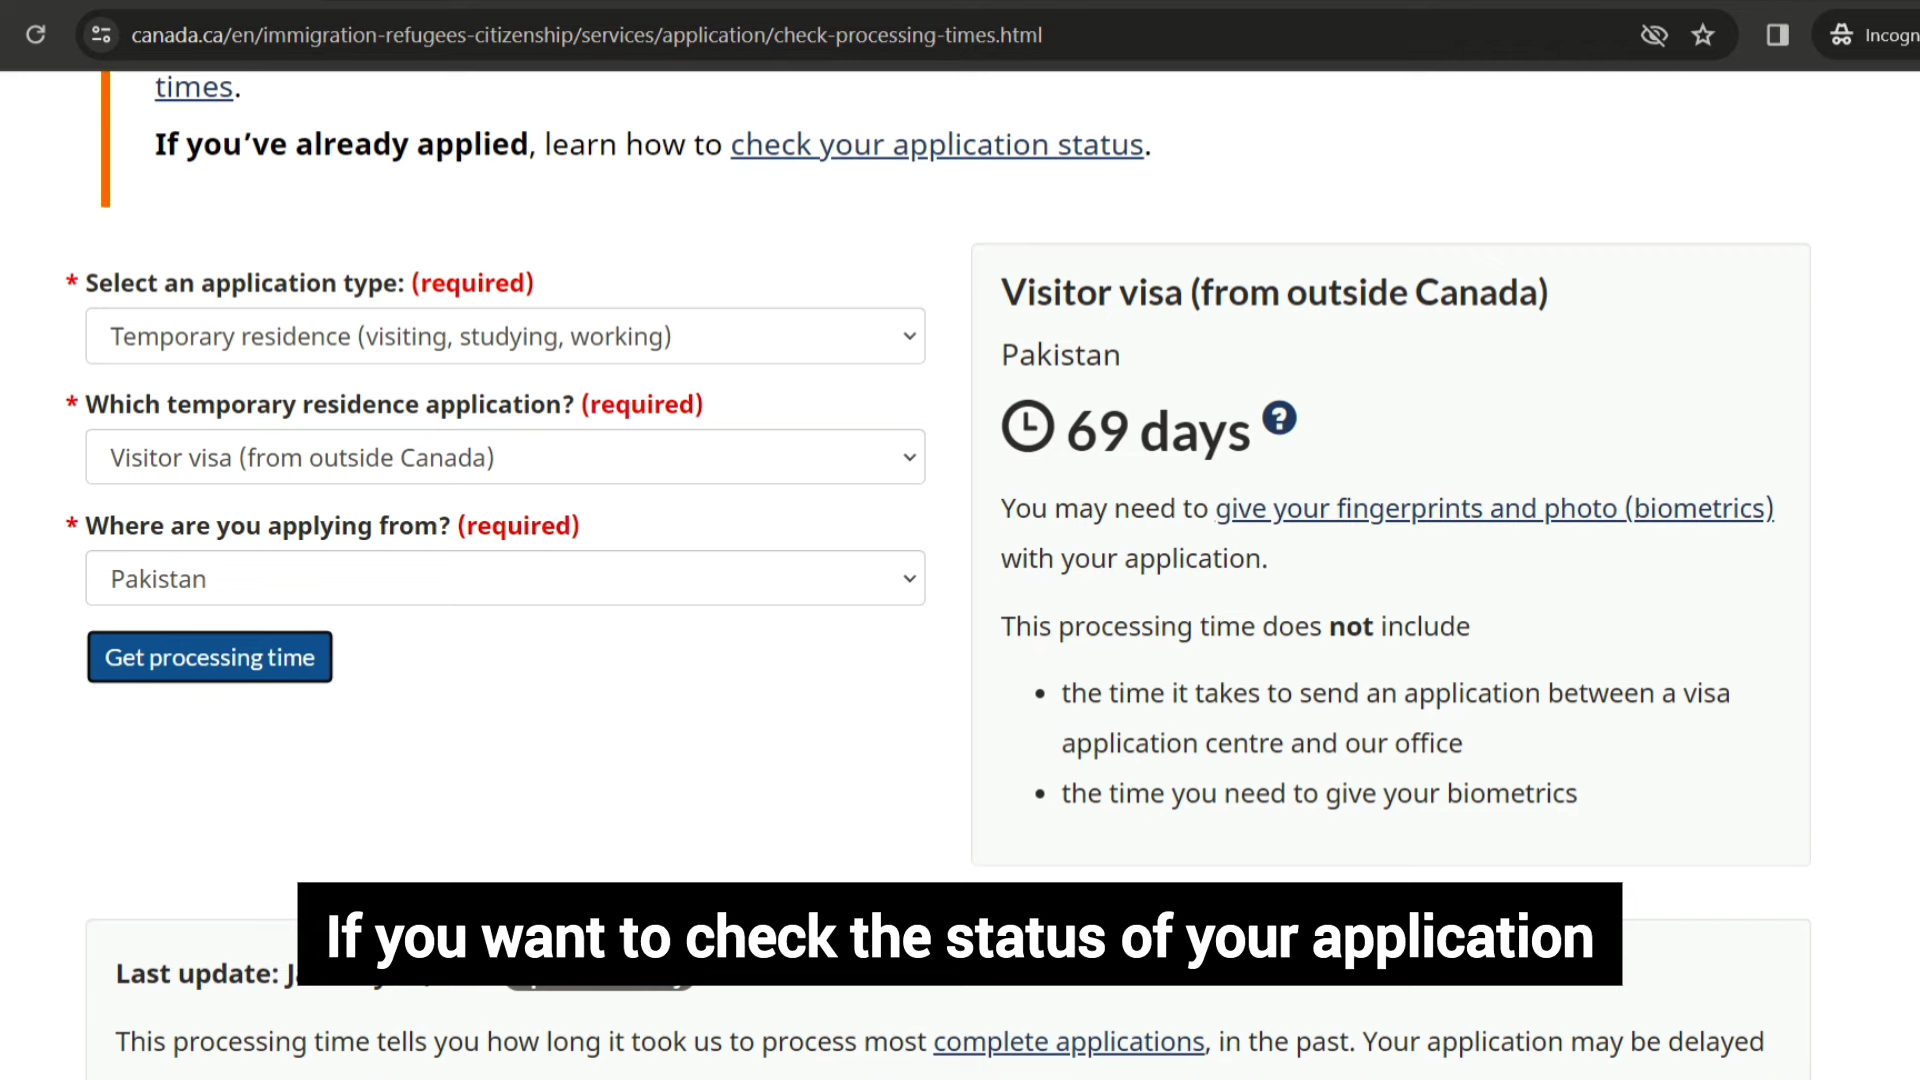 canada.ca/en/immigration-refugees-citizenship/services/application/check-processing-times.html
Incogn
times.
If you’ve already applied, learn how to check your application status.
* Select an application type: (required)
Temporary residence (visiting, studying, working)
* Which temporary residence application? (required)
Visitor visa (from outside Canada)
* Where are you applying from? (required)
Pakistan
Get processing time
Visitor visa (from outside Canada)
Pakistan
69 days ?
You may need to give your fingerprints and photo (biometrics)
with your application.
This processing time does not include
• the time it takes to send an application between a visa
application centre and our office
• the time you need to give your biometrics
If you want to check the status of your application
Last update:
This processing time tells you how long it took us to process most complete applications, in the past. Your application may be delayed